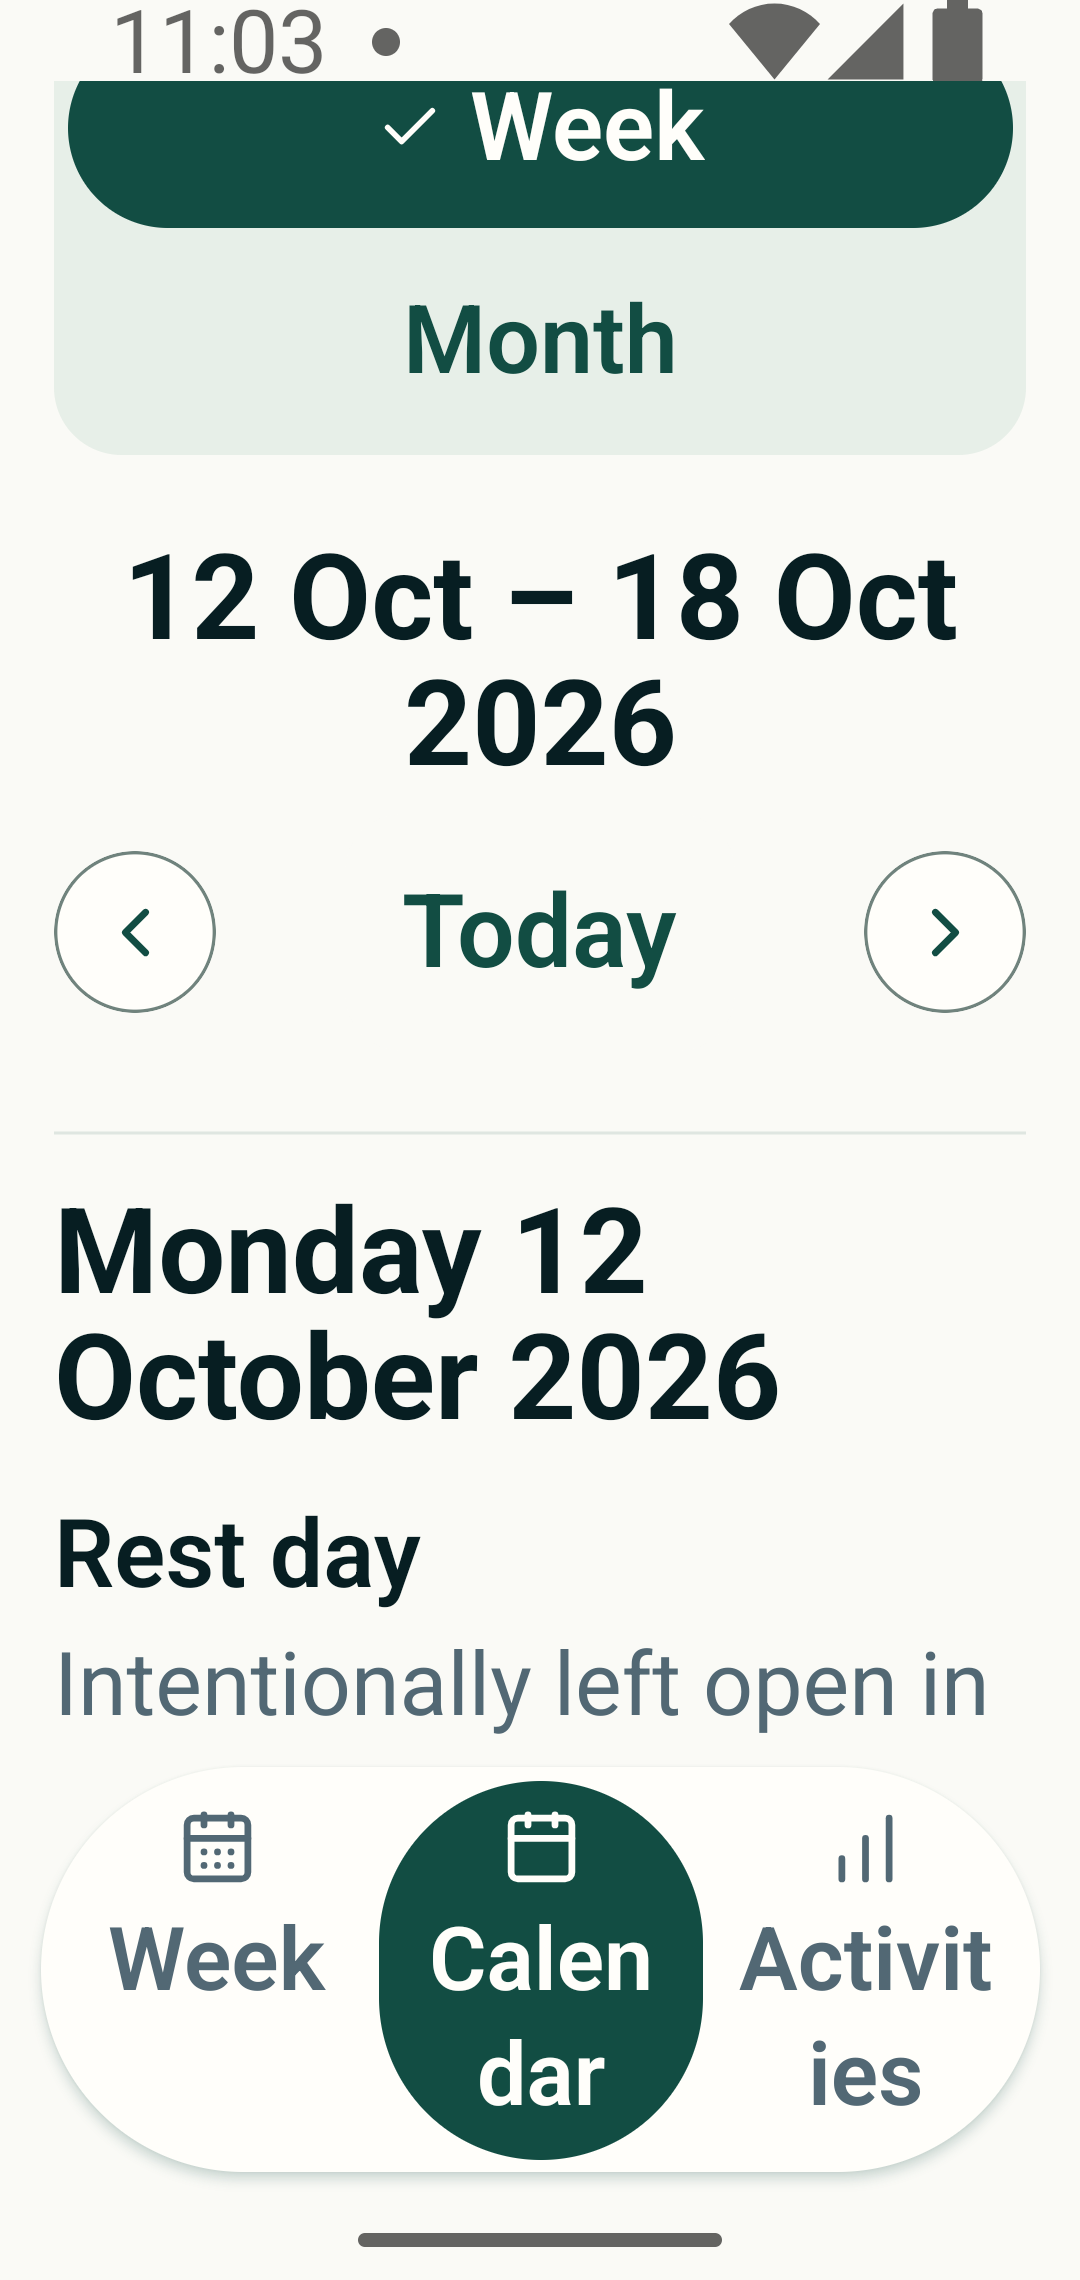 11:03
Week
Month
12 Oct – 18 Oct
2026
Today
Monday 12
October 2026
Rest day
Intentionally left open in
Week
Calen
dar
Activit
ies